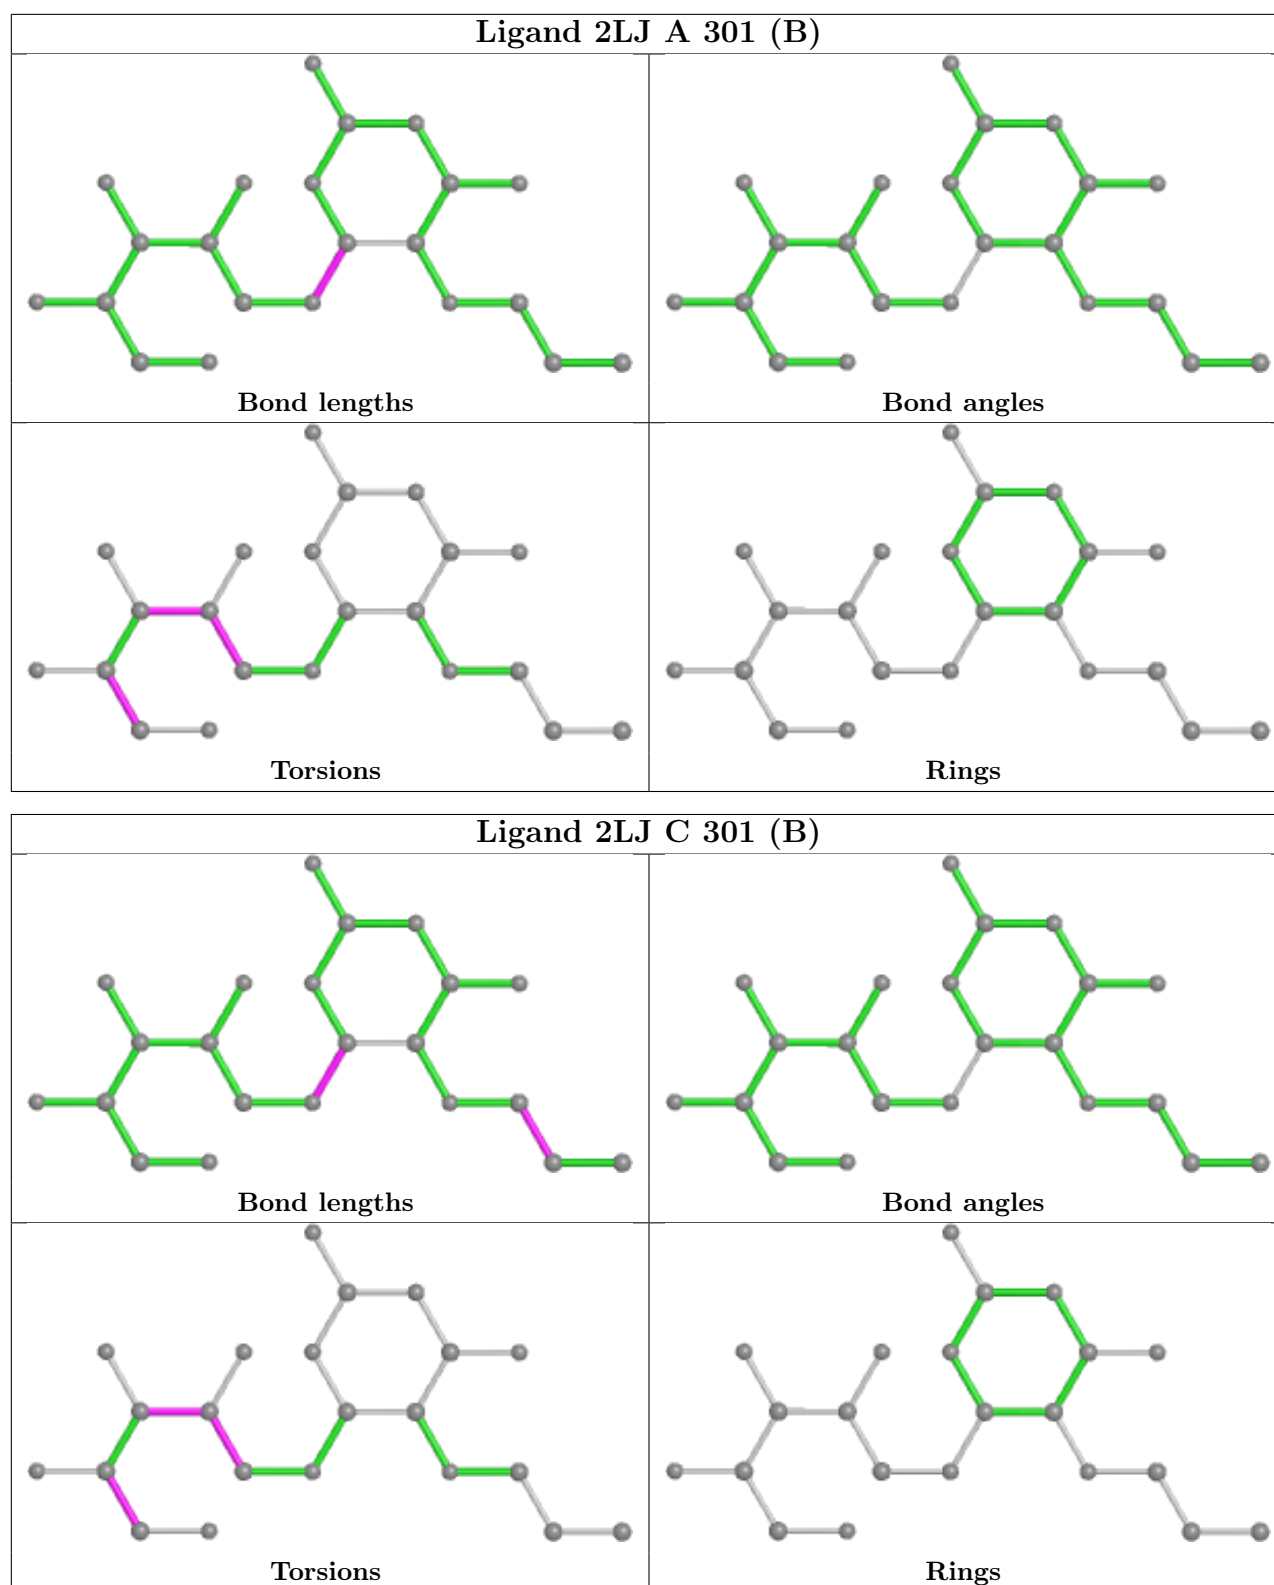 Ligand 2LJ A 301 (B)
Bond lengths
Bond angles
Torsions
Rings
Ligand 2LJ C 301 (B)
Bond lengths
Bond angles
Torsions
Rings